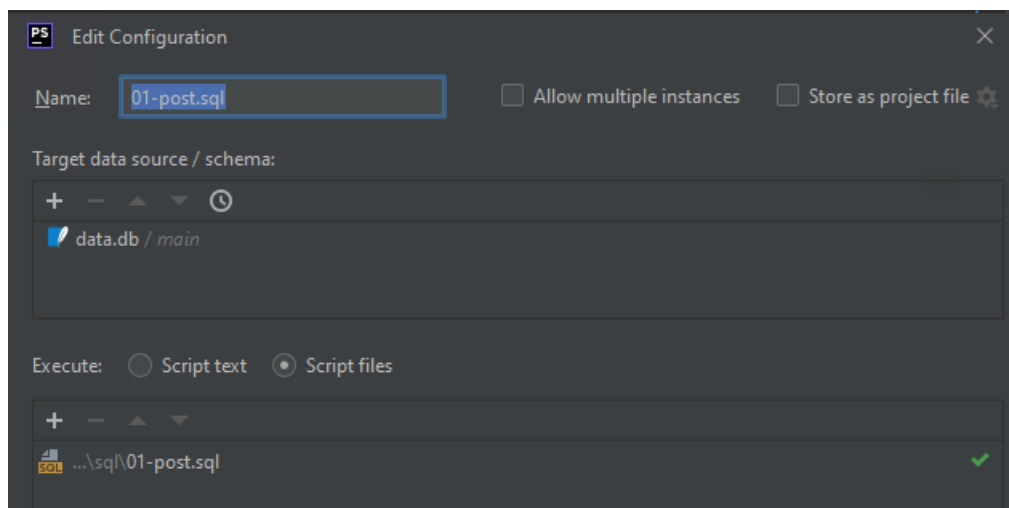 PS Edit Configuration
Name: 01-post.sql Allow multiple instances Store as project file
Target data source / schema:
data.db / main
Execute: Script text Script files
SQL ...\sql\01-post.sql